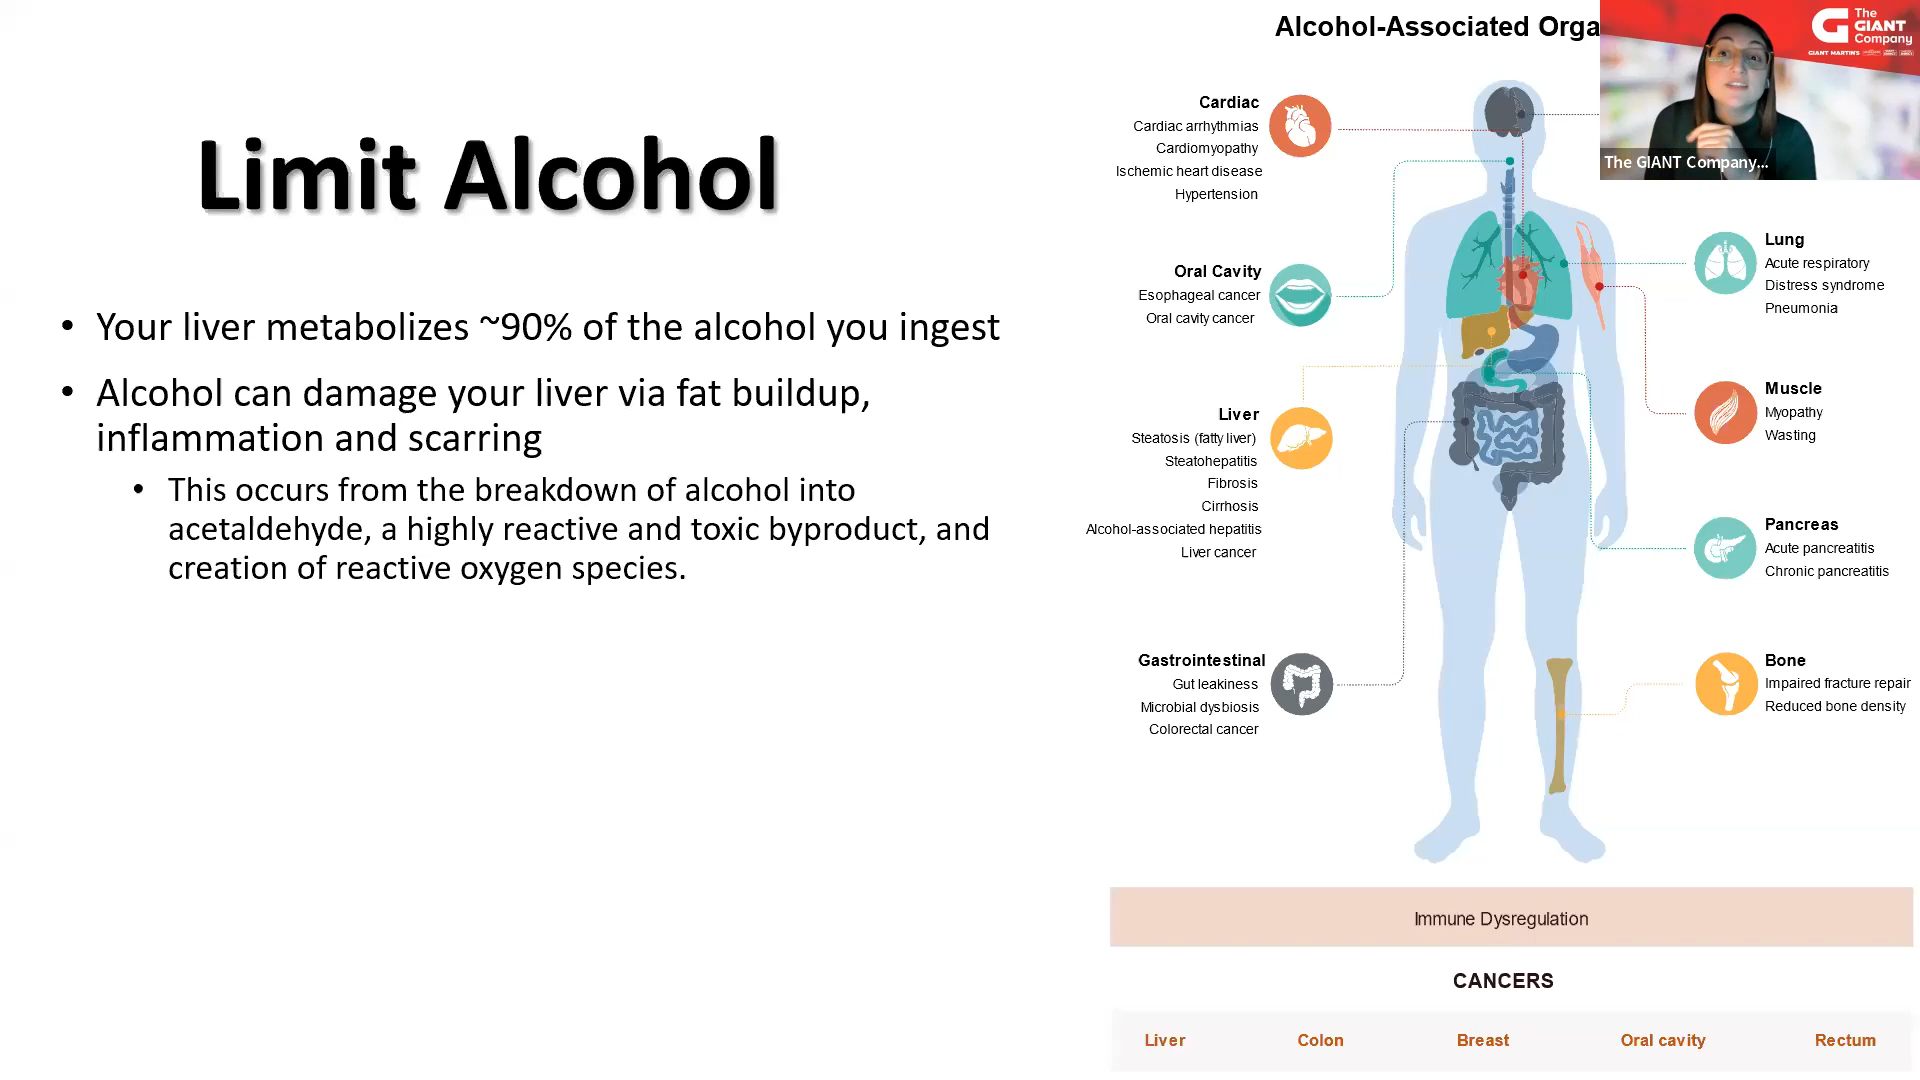 Limit Alcohol
• Your liver metabolizes ~90% of the alcohol you ingest
• Alcohol can damage your liver via fat buildup,
inflammation and scarring
• This occurs from the breakdown of alcohol into
acetaldehyde, a highly reactive and toxic byproduct, and
creation of reactive oxygen species.
Alcohol-Associated Orga
Cardiac
Cardiac arrhythmias
Cardiomyopathy
Ischemic heart disease
Hypertension
Oral Cavity
Esophageal cancer
Oral cavity cancer
Liver
Steatosis (fatty liver)
Steatohepatitis
Fibrosis
Cirrhosis
Alcohol-associated hepatitis
Liver cancer
Gastrointestinal
Gut leakiness
Microbial dysbiosis
Colorectal cancer
The
GIANT
Company
GIANT MARTIN'S
The GIANT Company...
Lung
Acute respiratory
Distress syndrome
Pneumonia
Muscle
Myopathy
Wasting
Pancreas
Acute pancreatitis
Chronic pancreatitis
Bone
Impaired fracture repair
Reduced bone density
Immune Dysregulation
CANCERS
Liver Colon Breast Oral cavity Rectum